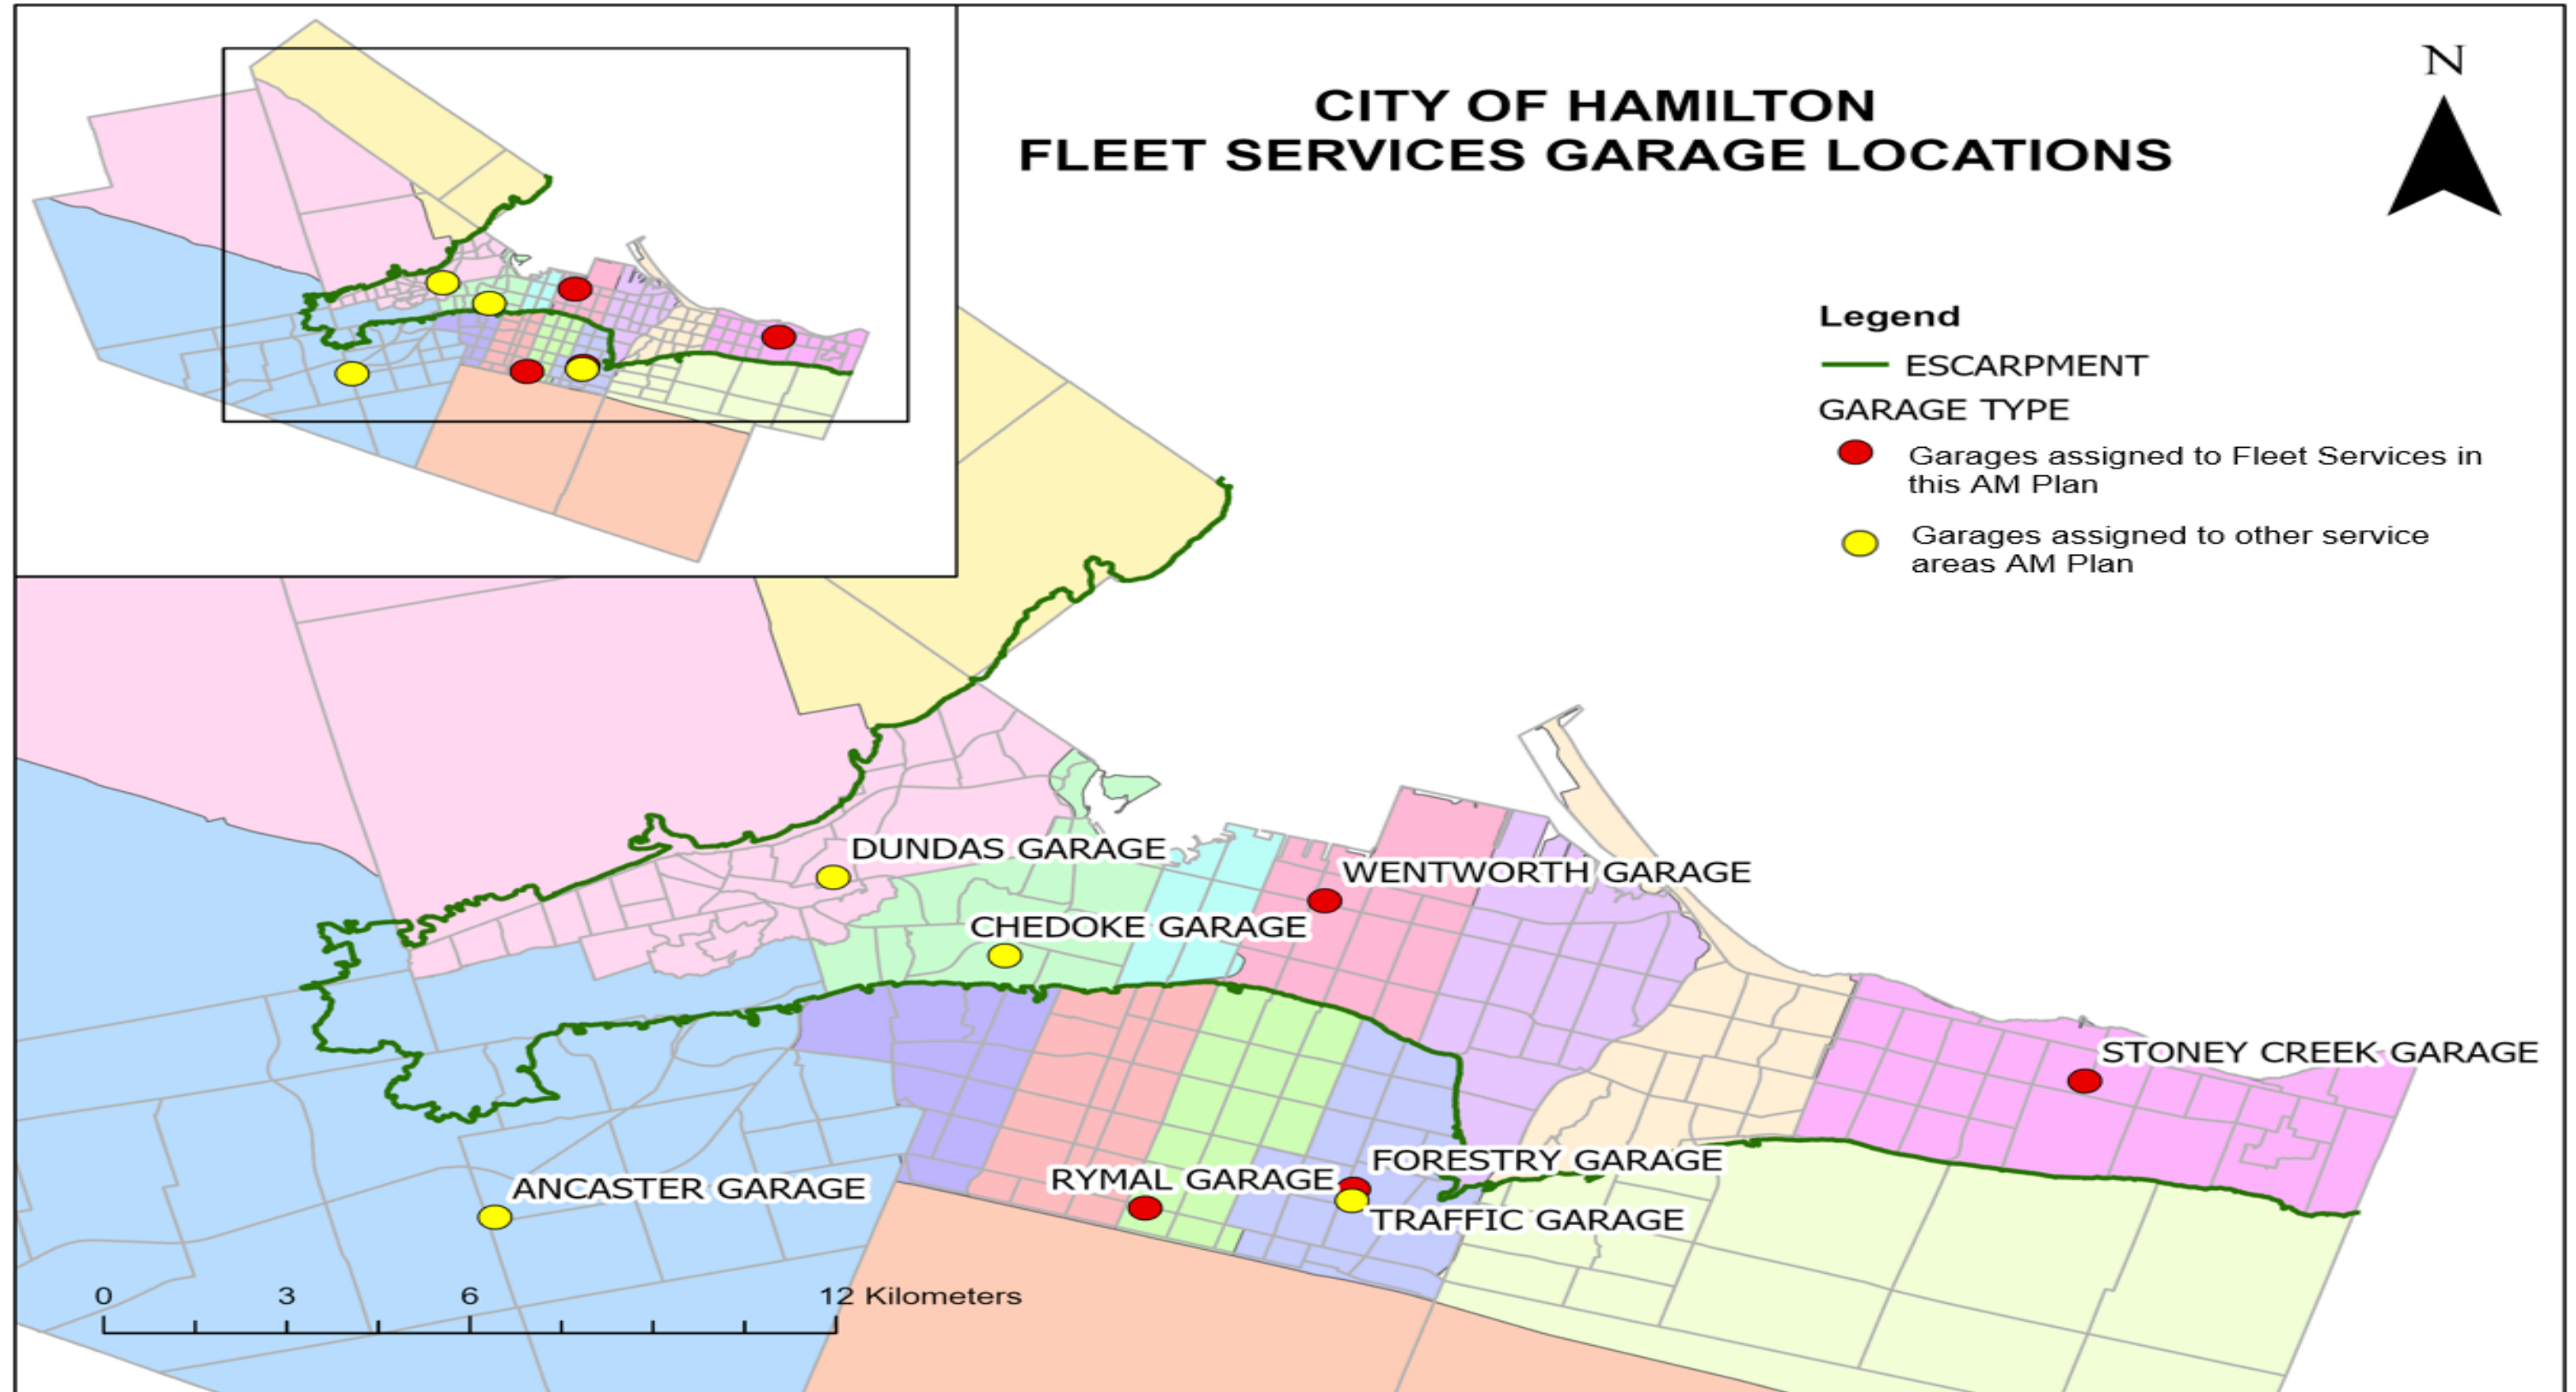 CITY OF HAMILTON
FLEET SERVICES GARAGE LOCATIONS
N
Legend
ESCARPMENT
GARAGE TYPE
Garages assigned to Fleet Services in
this AM Plan
Garages assigned to other service
areas AM Plan
DUNDAS GARAGE
WENTWORTH GARAGE
CHEDOKE GARAGE
STONEY CREEK GARAGE
FORESTRY GARAGE
RYMAL GARAGE
ANCASTER GARAGE
TRAFFIC GARAGE
0 3 6 12 Kilometers